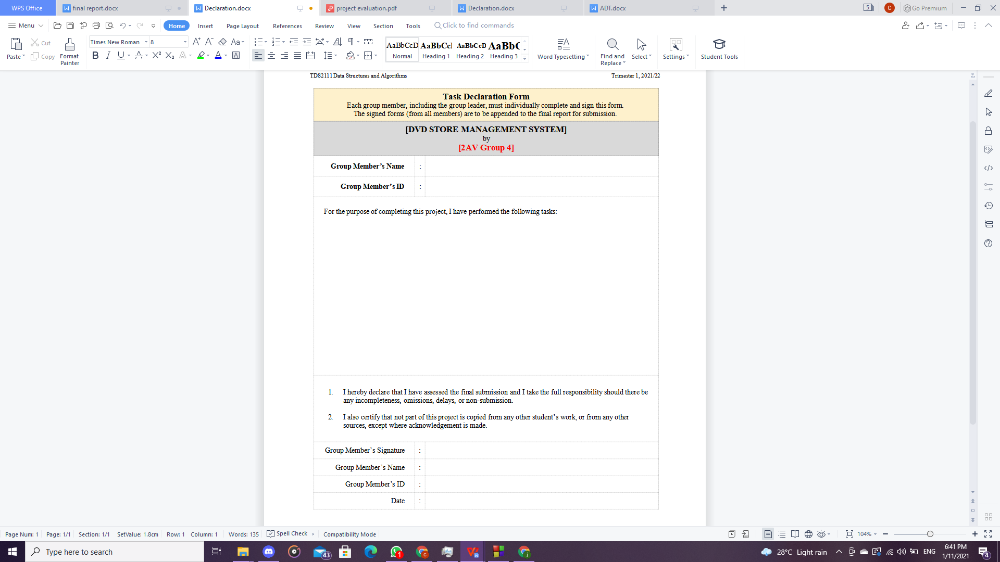 WPS Office
final report.docx
Declaration.docx
project evaluation.pdf
Declaration.docx
ADT.docx
5
C
Go Premium
Menu
Home
Insert
Page Layout
References
Review
View
Section
Tools
Click to find commands
Paste
Cut
Copy
Format
Painter
Times New Roman
8
AaBbCcD
Normal
AaBbCc
Heading 1
AaBbCcD
Heading 2
AaBbC
Heading 3
Word Typesetting
Find and
Replace
Select
Settings
Student Tools
TDS2111 Data Structures and Algorithms
Trimester 1, 2021/22
Task Declaration Form
Each group member, including the group leader, must individually complete and sign this form.
The signed forms (from all members) are to be appended to the final report for submission.
[DVD STORE MANAGEMENT SYSTEM]
by
[2AV Group 4]
Group Member’s Name :
Group Member’s ID :
For the purpose of completing this project, I have performed the following tasks:
1. I hereby declare that I have assessed the final submission and I take the full responsibility should there be
any incompleteness, omissions, delays, or non-submission.
2. I also certify that not part of this project is copied from any other student’s work, or from any other
sources, except where acknowledgement is made.
Group Member’s Signature :
Group Member’s Name :
Group Member’s ID :
Date :
Page Num: 1
Page: 1/1
Section: 1/1
SetValue: 1.8cm
Row: 1
Column: 1
Words: 135
Spell Check
Compatibility Mode
104%
Type here to search
43
1
28°C Light rain
ENG
6:41 PM
1/11/2021
4